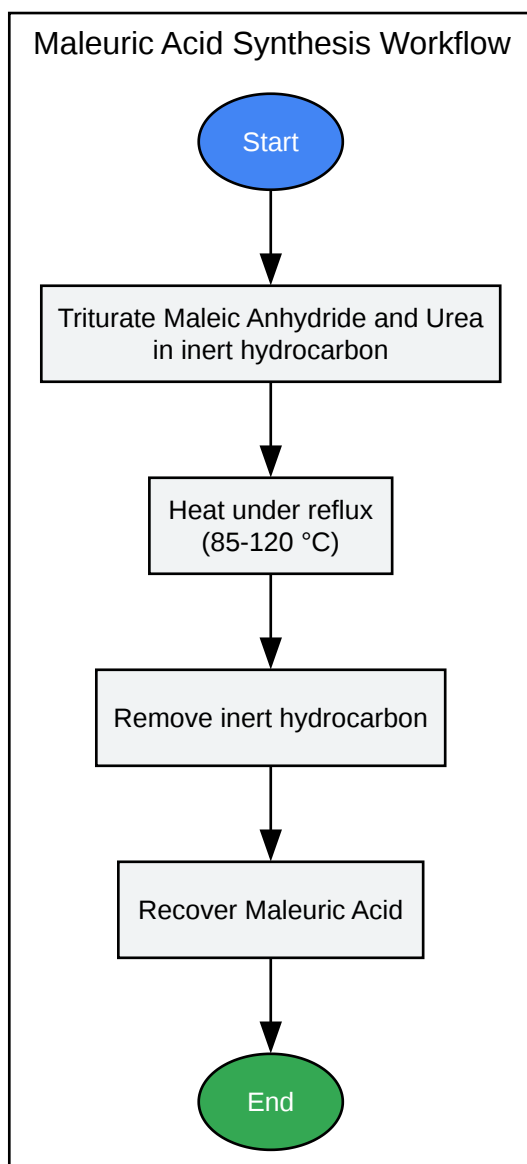 Maleuric Acid Synthesis Workflow
Start
Triturate Maleic Anhydride and Urea
in inert hydrocarbon
Heat under reflux
(85-120 °C)
Remove inert hydrocarbon
Recover Maleuric Acid
End